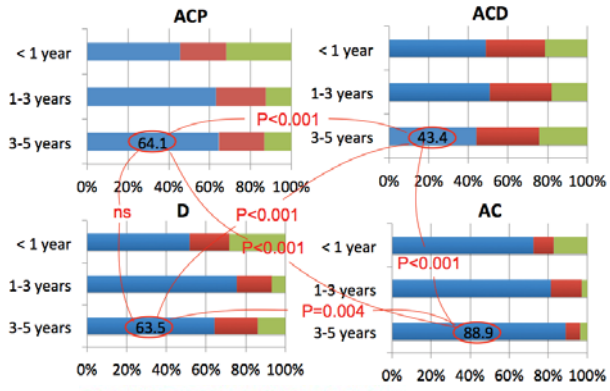 ACP
ACD
< 1 year
< 1 year
1-3 years
1-3 years
P<0.001
3-5 years
64.1
3-5 years
43.4
0% 20% 40% 60% 80% 100%
0% 20% 40% 60% 80% 100%
ns
D
P<0.001
AC
< 1 year
P<0.001
< 1 year
P<0.001
1-3 years
1-3 years
P=0.004
3-5 years
63.5
3-5 years
88.9
0% 20% 40% 60% 80% 100%
0% 20% 40% 60% 80% 100%